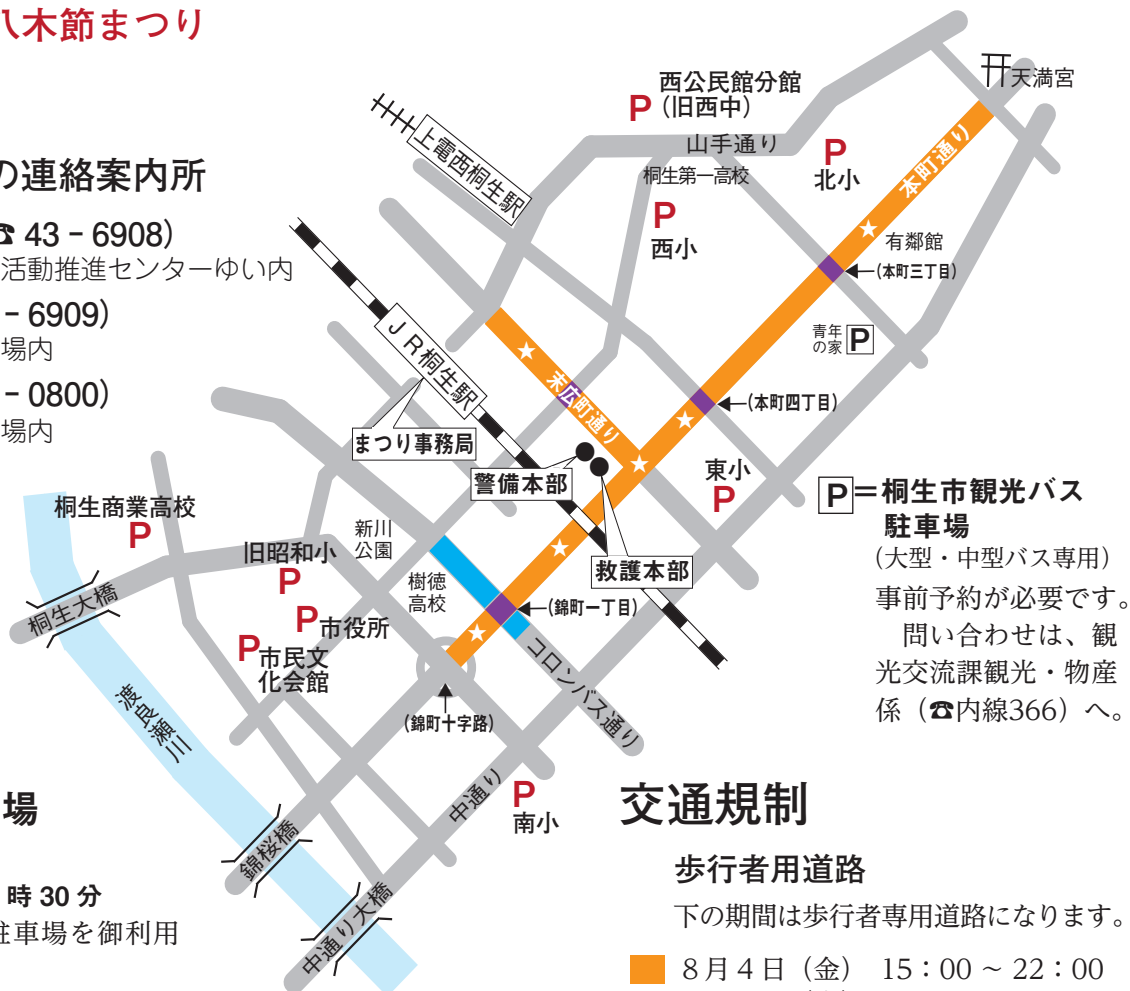 八木節まつり
の連絡案内所
☎ 43－6908）
活動推進センターゆい内
－6909）
場内
－0800）
場内
天満宮
西公民館分館
P（旧西中）
山手通り
P
北小
本町通り
上電西桐生駅
桐生第一高校
P
西小
有鄰館
（本町三丁目）
青年
の家 P
JR桐生駅
末広町通り
（本町四丁目）
まつり事務局
警備本部
東小
P
救護本部
P＝桐生市観光バス
駐車場
（大型・中型バス専用）
事前予約が必要です。
問い合わせは、観
光交流課観光・物産
係（☎内線366）へ。
桐生商業高校
P
新川
公園
旧昭和小
P
樹徳
高校
（錦町一丁目）
桐生大橋
P市役所
P市民文
化会館
コロンバス通り
渡良瀬川
（錦町十字路）
中通り
P
南小
錦桜橋
中通り大橋
場
時30分
駐車場を御利用
交通規制
歩行者用道路
下の期間は歩行者専用道路になります。
8月4日（金） 15：00～22：00